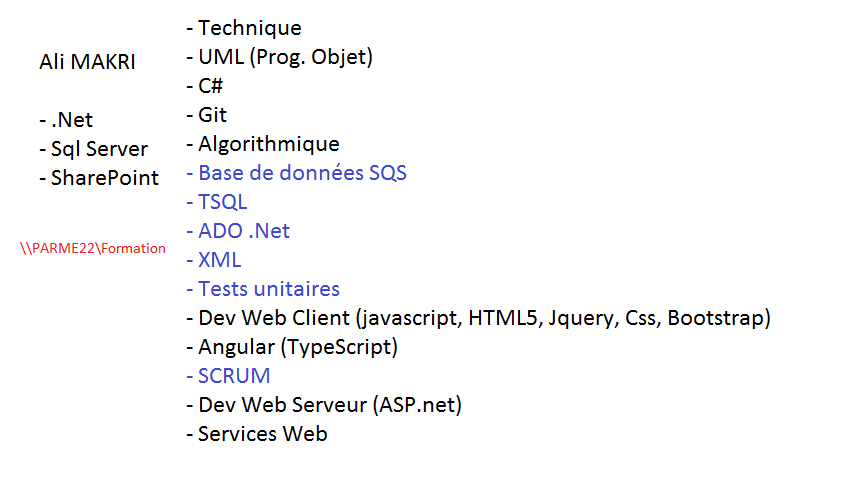 Ali MAKRI
- .Net
- Sql Server
- SharePoint
\\PARME22\Formation
- Technique
- UML (Prog. Objet)
- C#
- Git
- Algorithmique
- Base de données SQS
- TSQL
- ADO .Net
- XML
- Tests unitaires
- Dev Web Client (javascript, HTML5, Jquery, Css, Bootstrap)
- Angular (TypeScript)
- SCRUM
- Dev Web Serveur (ASP.net)
- Services Web